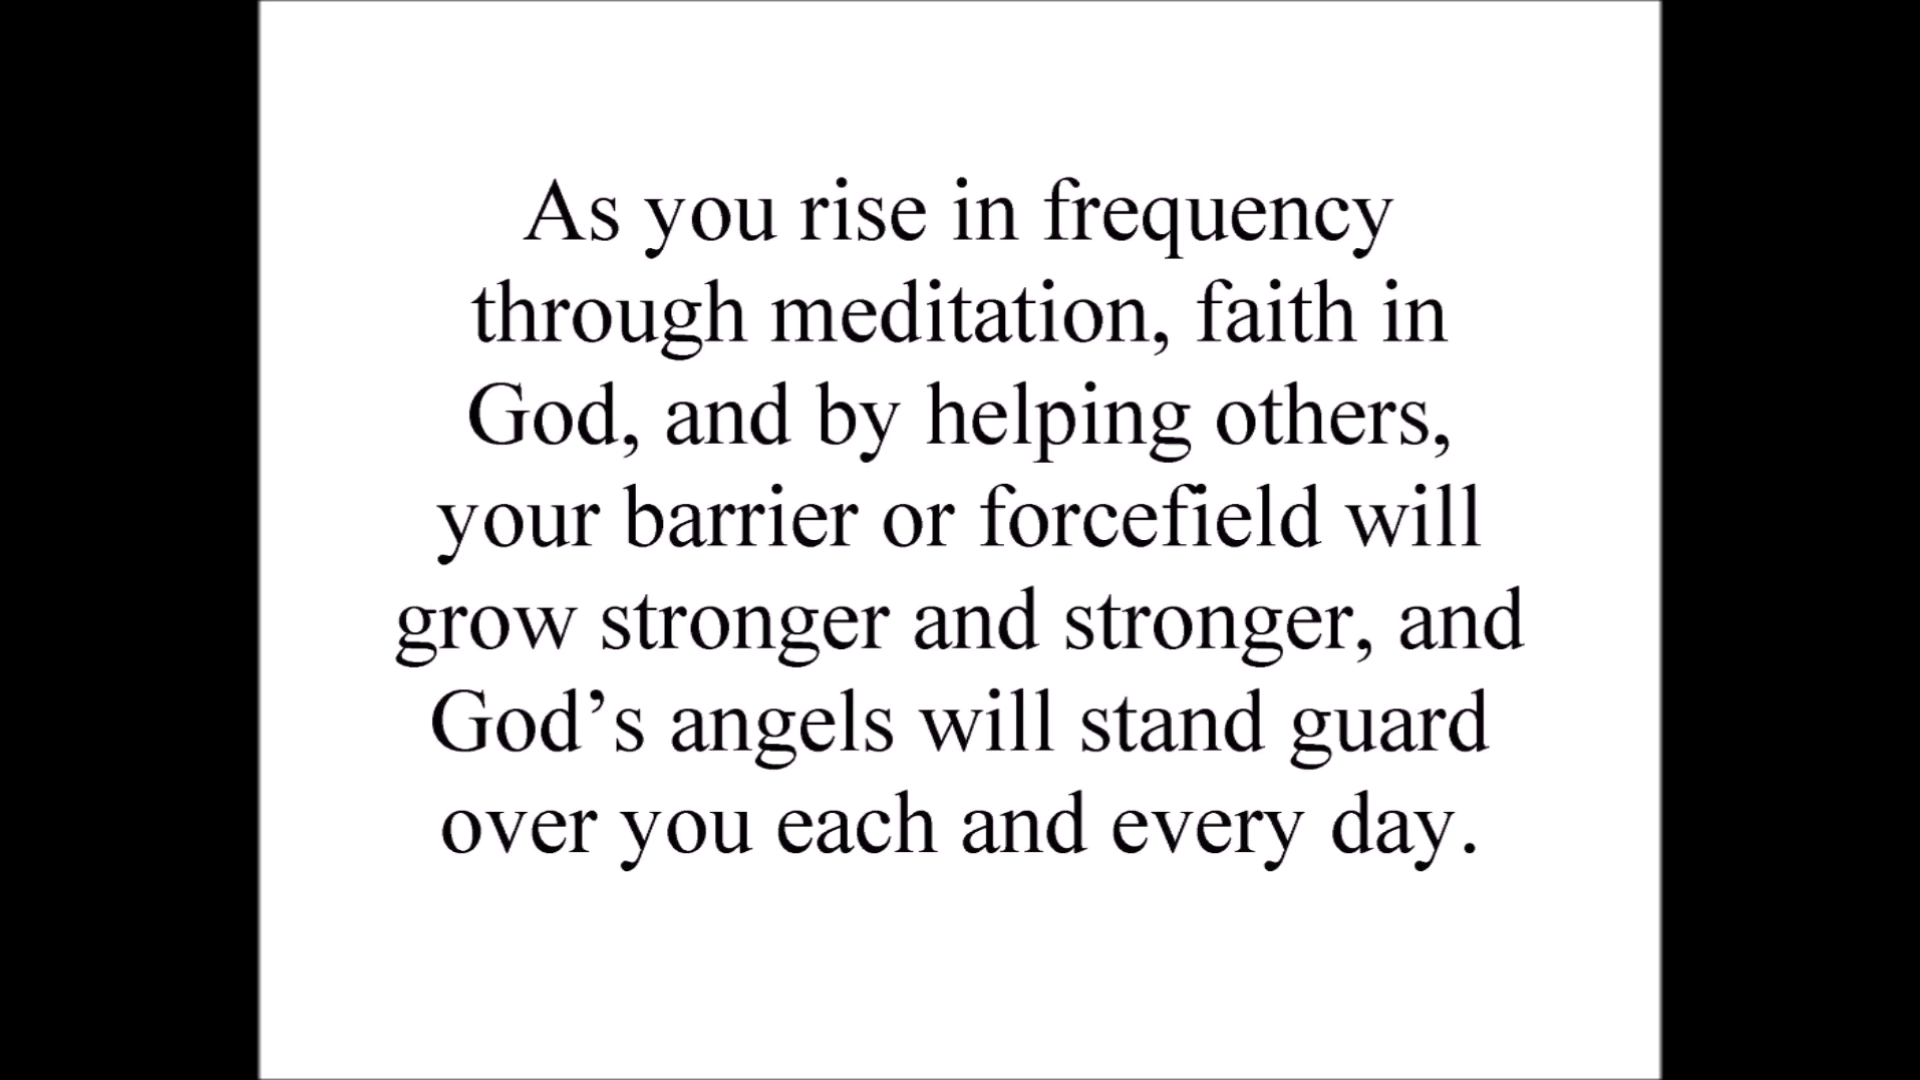 As you rise in frequency
through meditation, faith in
God, and by helping others,
your barrier or forcefield will
grow stronger and stronger, and
God’s angels will stand guard
over you each and every day.